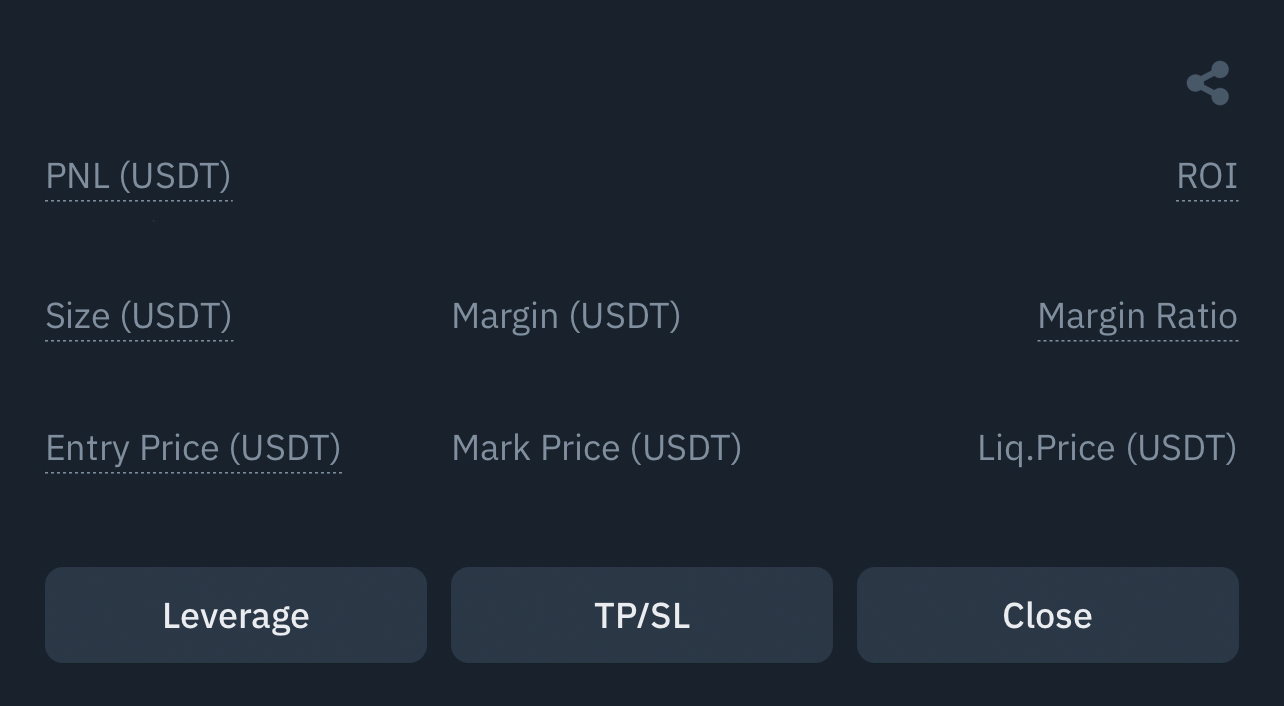 PNL (USDT) ROI
Size (USDT) Margin (USDT) Margin Ratio
Entry Price (USDT) Mark Price (USDT) Liq.Price (USDT)
Leverage TP/SL Close